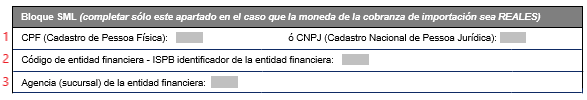 Bloque SML (completar sólo este apartado en el caso que la moneda de la cobranza de importación sea REALES)
1 CPF (Cadastro de Pessoa Física): ó CNPJ (Cadastro Nacional de Pessoa Jurídica):
2 Código de entidad financiera - ISPB identificador de la entidad financiera:
3 Agencia (sucursal) de la entidad financiera: